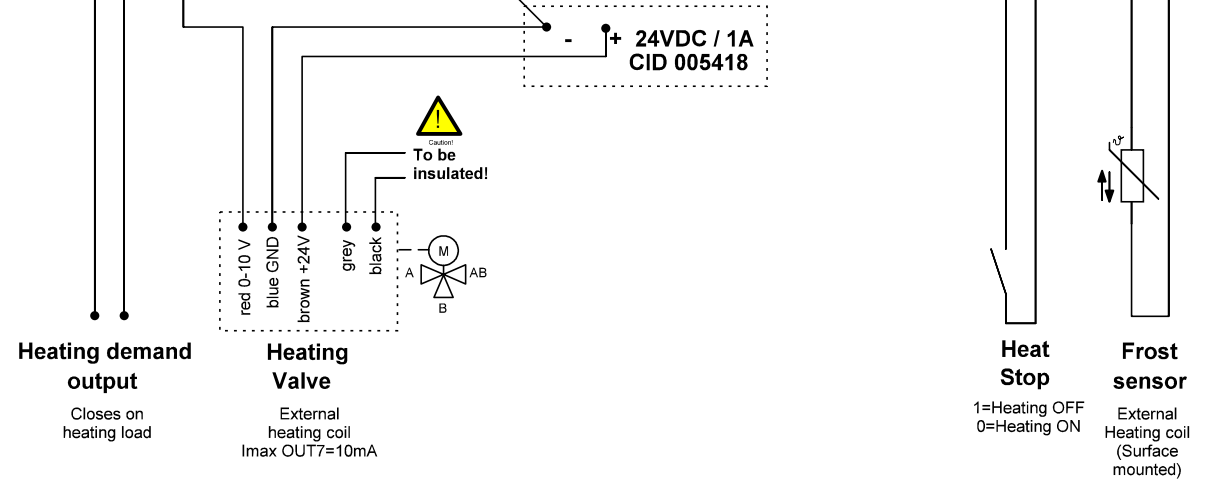 - + 24VDC / 1A
CID 005418
!
Caution!
To be
insulated!
red 0-10 V
blue GND
brown +24V
grey
black
M
A
AB
B
Heating demand
output
Closes on
heating load
Heating
Valve
External
heating coil
Imax OUT7=10mA
Heat
Stop
1=Heating OFF
0=Heating ON
ϑ
Frost
sensor
External
Heating coil
(Surface
mounted)